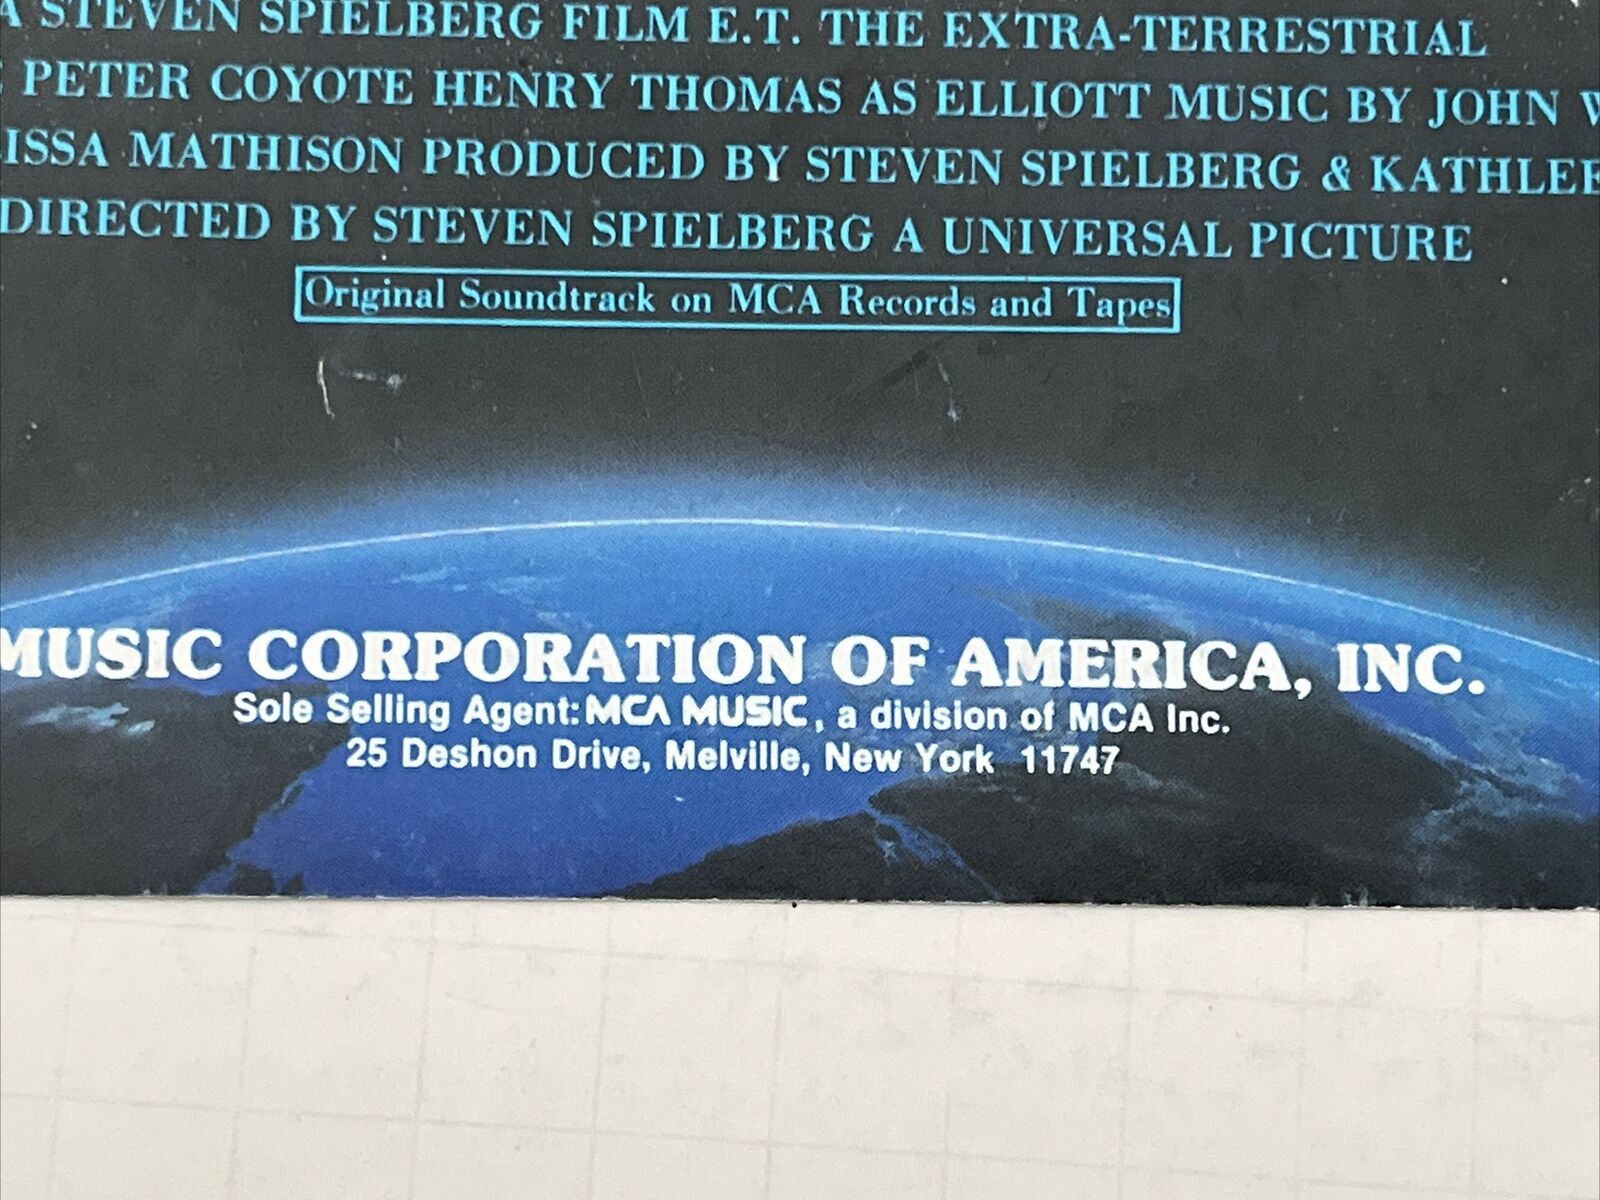 A STEVEN SPIELBERG FILM E.T. THE EXTRA-TERRESTRIAL
PETER COYOTE HENRY THOMAS AS ELLIOTT MUSIC BY JOHN W
LISSA MATHISON PRODUCED BY STEVEN SPIELBERG & KATHLEE
DIRECTED BY STEVEN SPIELBERG A UNIVERSAL PICTURE
Original Soundtrack on MCA Records and Tapes
MUSIC CORPORATION OF AMERICA, INC.
Sole Selling Agent: MCA MUSIC, a division of MCA Inc.
25 Deshon Drive, Melville, New York 11747